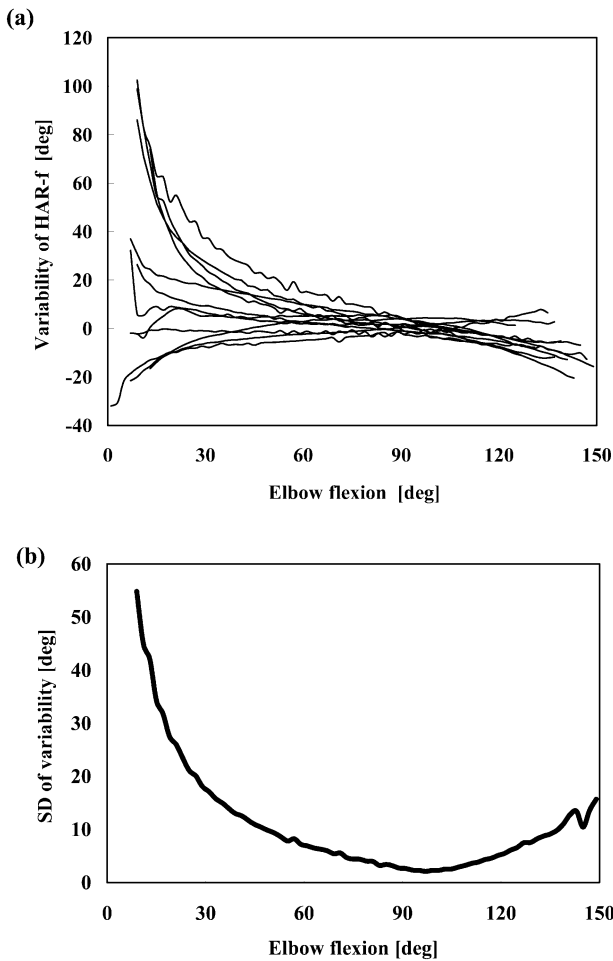 (a)
Variability of HAR-f [deg]
120
100
80
60
40
20
0
-20
-40
0 30 60 90 120 150
Elbow flexion [deg]
(b)
SD of variability [deg]
60
50
40
30
20
10
0
0 30 60 90 120 150
Elbow flexion [deg]